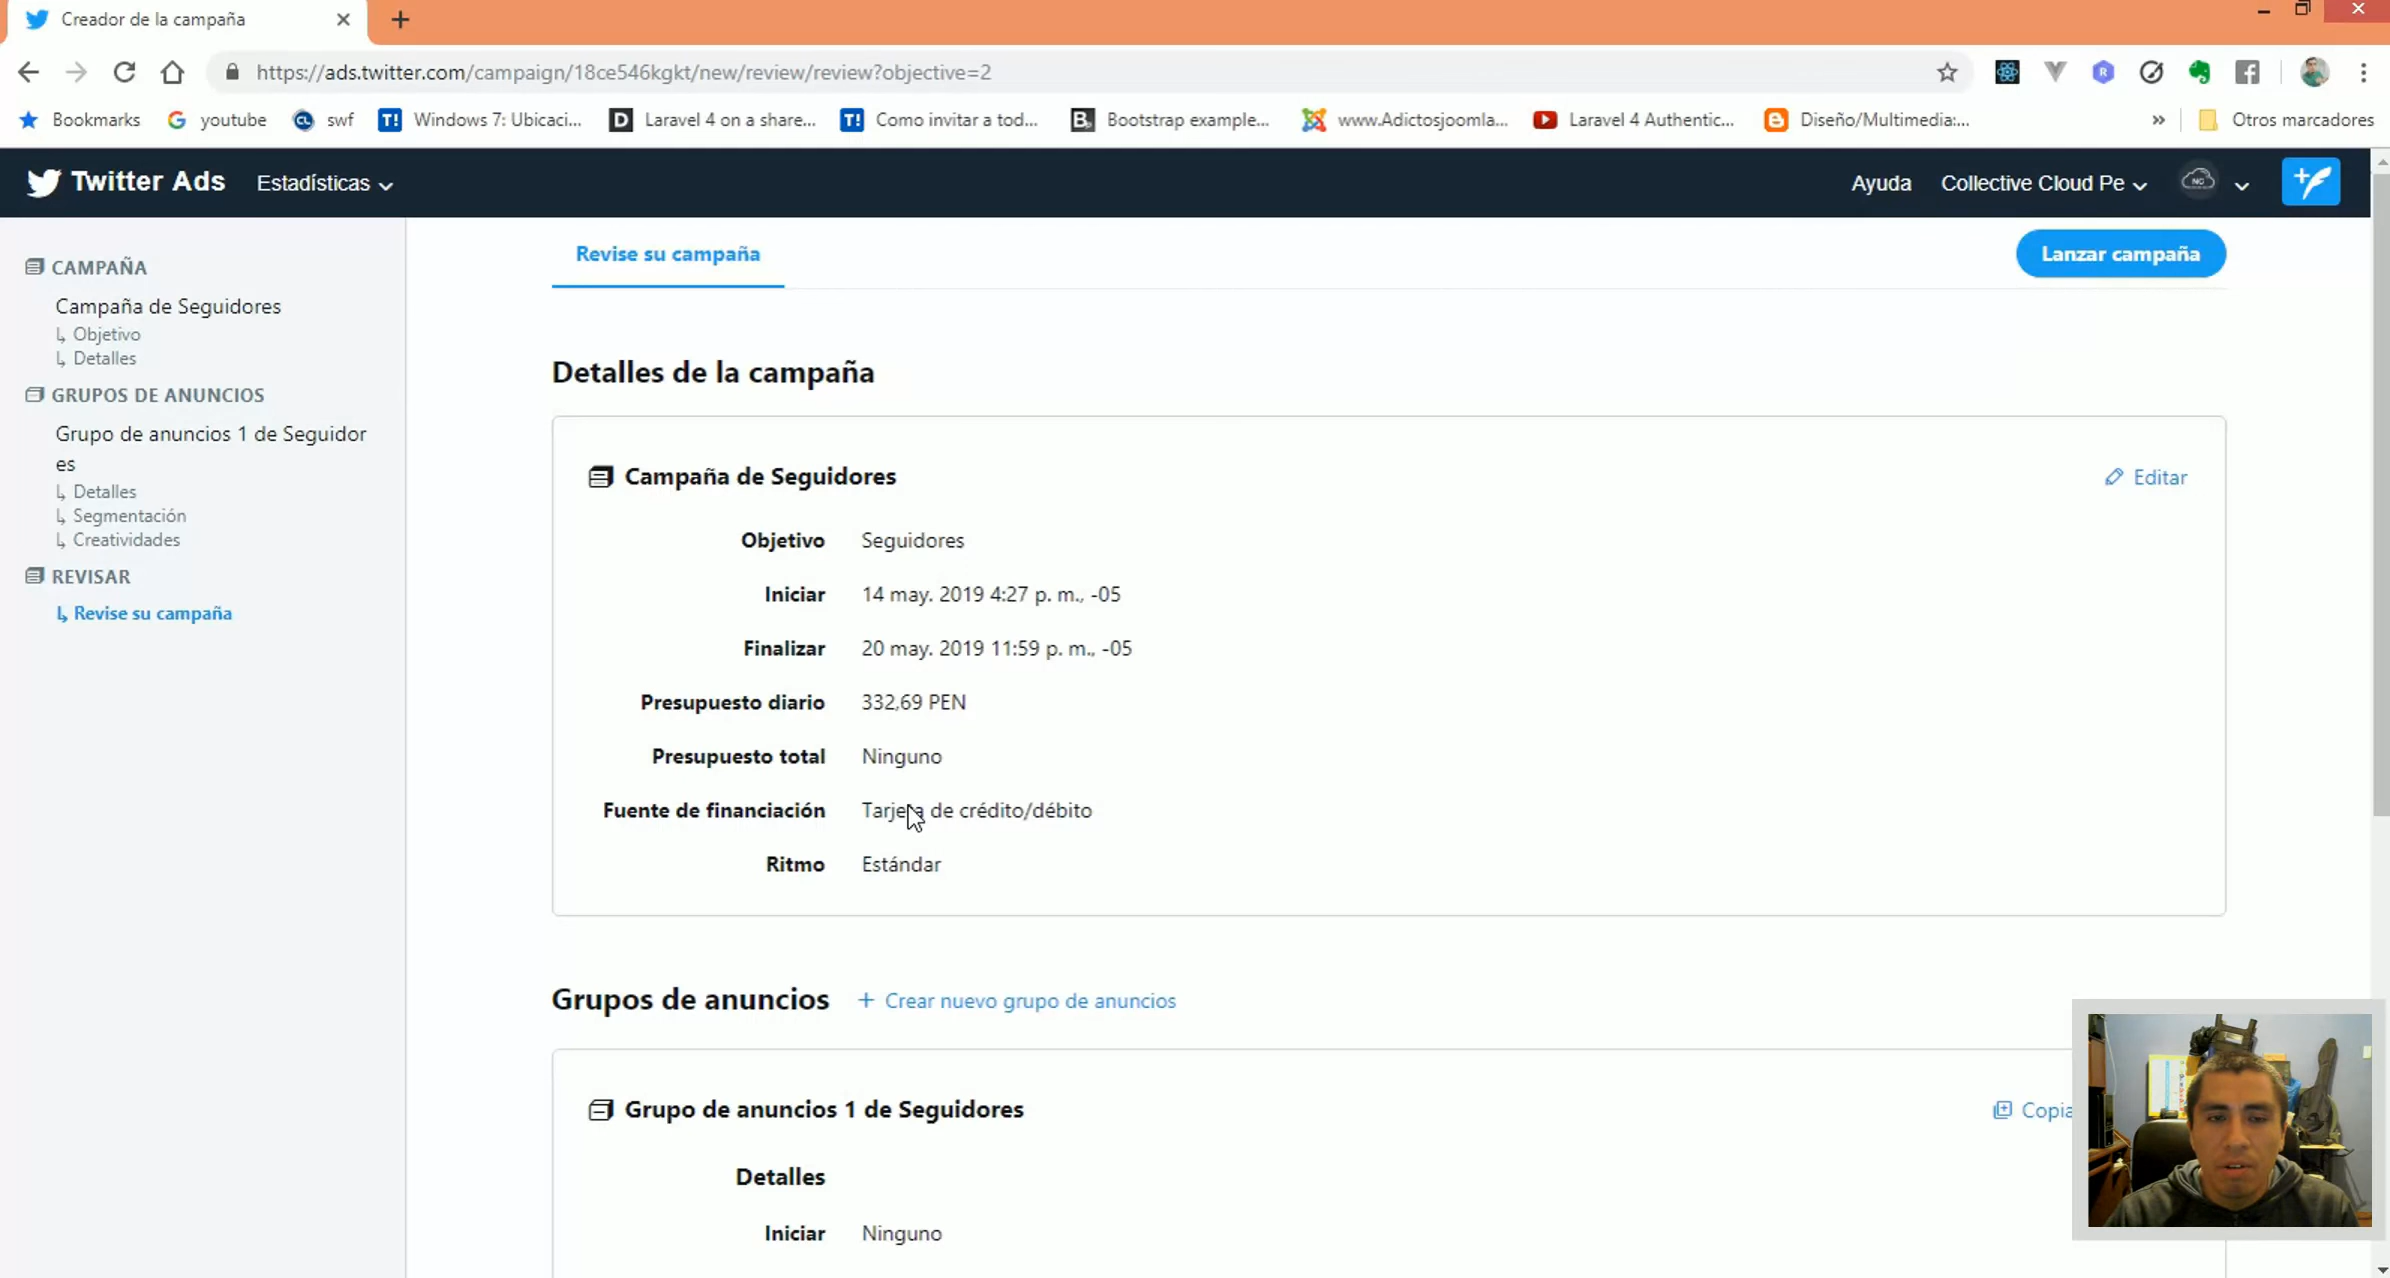 Creador de la campaña
https://ads.twitter.com/campaign/18ce546kgkt/new/review/review?objective=2
Bookmarks youtube swf Windows 7: Ubicaci... Laravel 4 on a share... Como invitar a tod... Bootstrap example... www.Adictosjoomla... Laravel 4 Authentic... Diseño/Multimedia:... » Otros marcadores
Twitter Ads Estadísticas Ayuda Collective Cloud Pe
CAMPAÑA
Campaña de Seguidores
Objetivo
Detalles
GRUPOS DE ANUNCIOS
Grupo de anuncios 1 de Seguidor
es
Detalles
Segmentación
Creatividades
REVISAR
Revise su campaña
Revise su campaña Lanzar campaña
Detalles de la campaña
Campaña de Seguidores Editar
Objetivo Seguidores
Iniciar 14 may. 2019 4:27 p. m., -05
Finalizar 20 may. 2019 11:59 p. m., -05
Presupuesto diario 332,69 PEN
Presupuesto total Ninguno
Fuente de financiación Tarjeta de crédito/débito
Ritmo Estándar
Grupos de anuncios + Crear nuevo grupo de anuncios
Grupo de anuncios 1 de Seguidores Copia
Detalles
Iniciar Ninguno